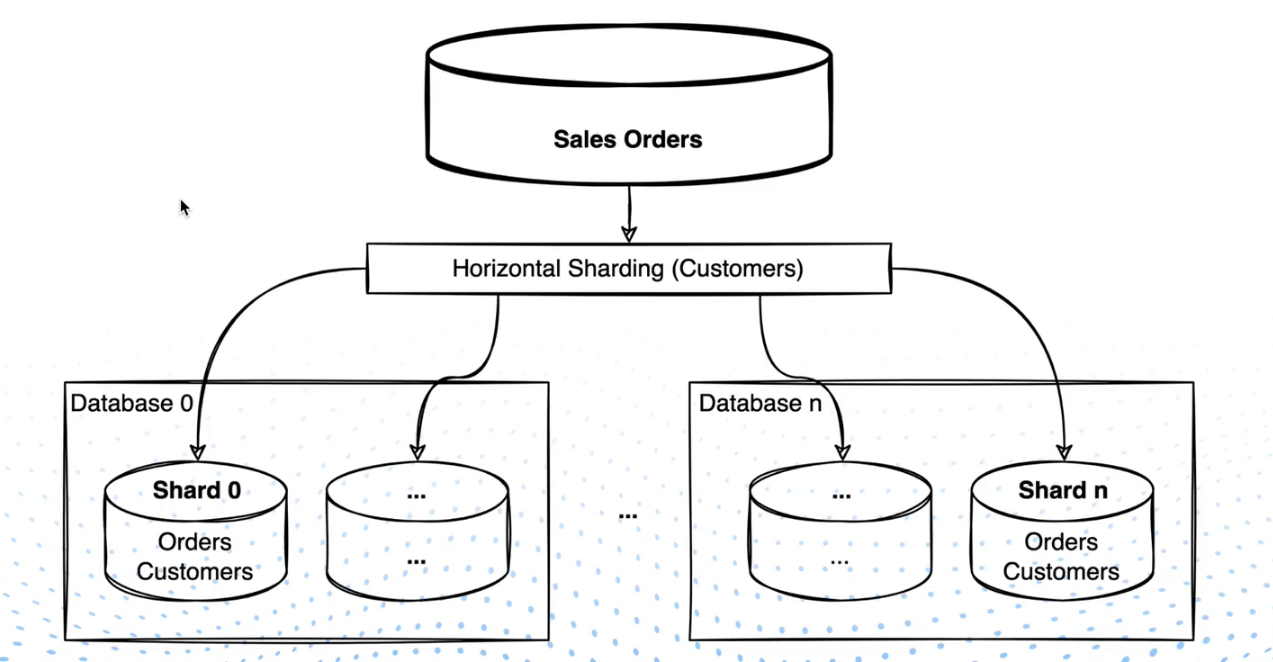 Sales Orders
Horizontal Sharding (Customers)
Database 0
Shard 0
Orders
Customers
...
...
...
Database n
...
...
Shard n
Orders
Customers